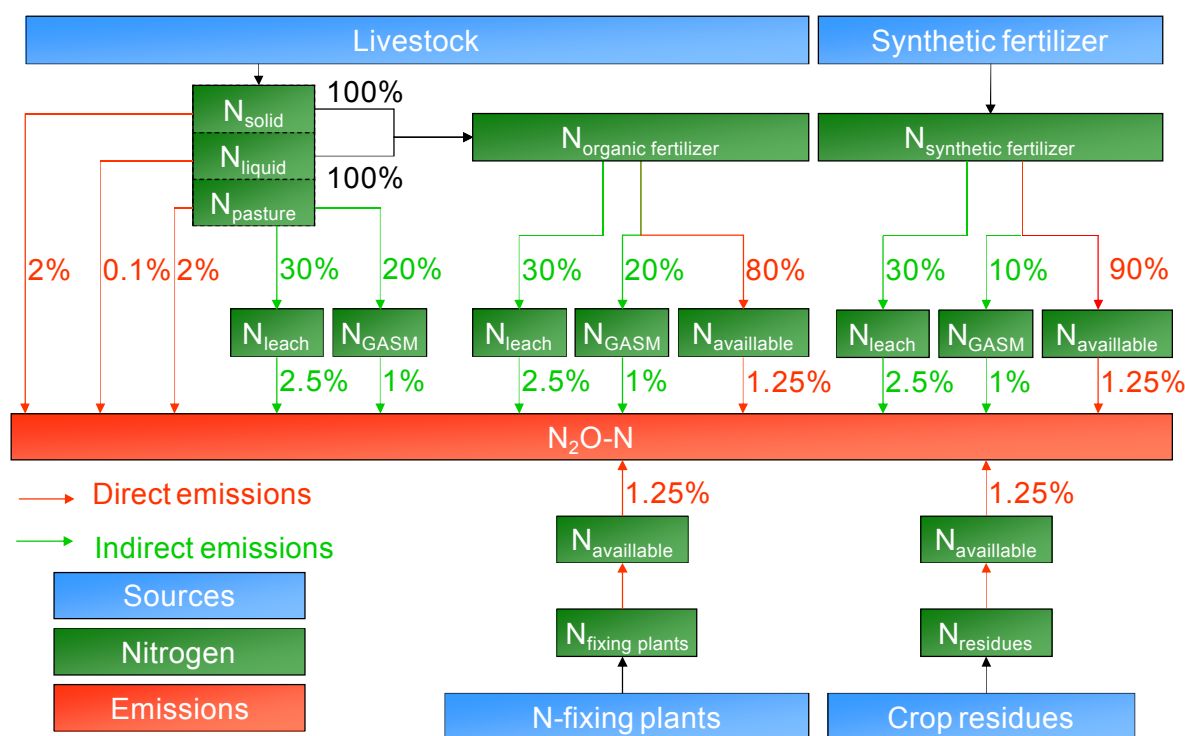 Livestock
Synthetic fertilizer
100%
Nsolid
Nliquid
Npasture
100%
Norganic fertilizer
Nsynthetic fertilizer
2%
0.1%
2%
30%
20%
30%
20%
80%
30%
10%
90%
Nleach
NGASM
Nleach
NGASM
Navaillable
Nleach
NGASM
Navaillable
2.5%
1%
2.5%
1%
1.25%
2.5%
1%
1.25%
N2O-N
Direct emissions
Indirect emissions
1.25%
1.25%
Navaillable
Navaillable
Sources
Nitrogen
Emissions
Nfixing plants
Nresidues
N-fixing plants
Crop residues